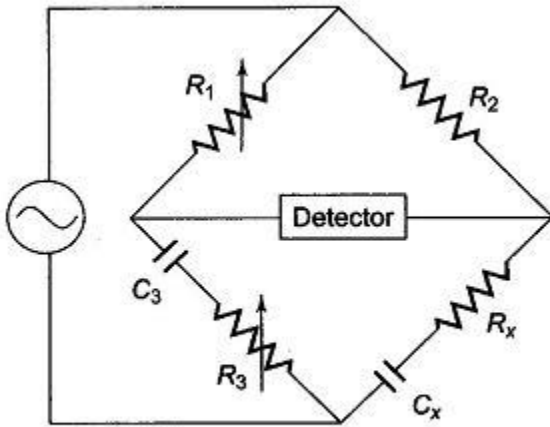 R1
R2
Detector
C3
R3
Rx
Cx